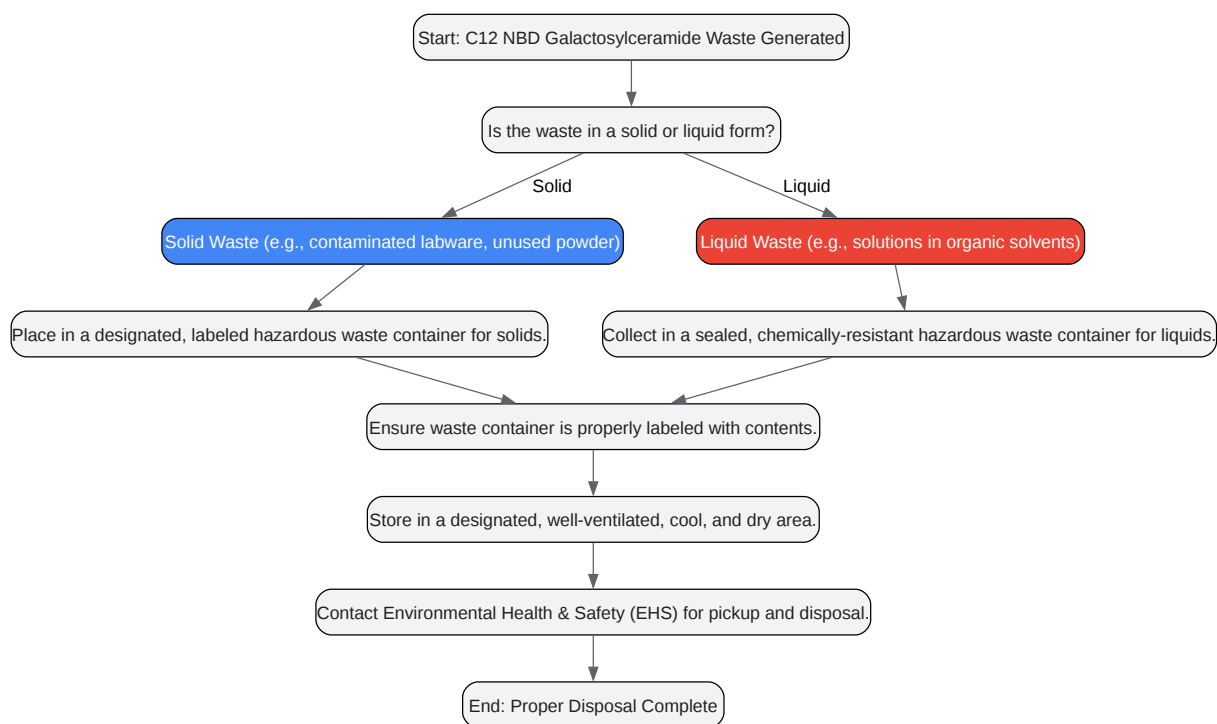 Start: C12 NBD Galactosylceramide Waste Generated
Is the waste in a solid or liquid form?
Solid
Liquid
Solid Waste (e.g., contaminated labware, unused powder)
Liquid Waste (e.g., solutions in organic solvents)
Place in a designated, labeled hazardous waste container for solids.
Collect in a sealed, chemically-resistant hazardous waste container for liquids.
Ensure waste container is properly labeled with contents.
Store in a designated, well-ventilated, cool, and dry area.
Contact Environmental Health & Safety (EHS) for pickup and disposal.
End: Proper Disposal Complete